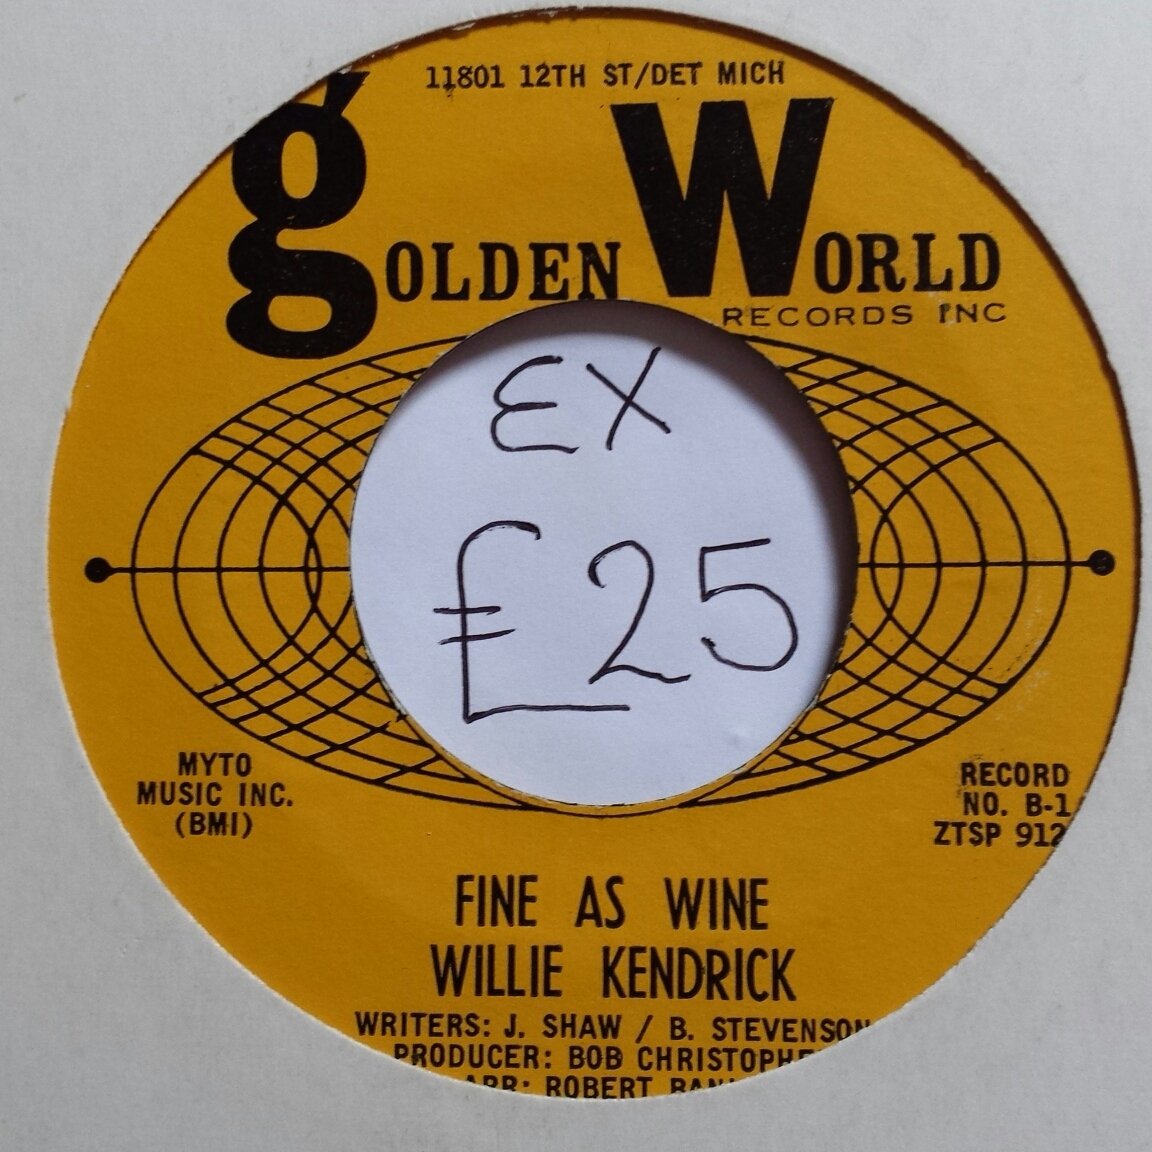 11801 12TH ST/DET MICH
gOLDEN WORLD
RECORDS INC
EX
£25
MYTO
MUSIC INC.
(BMI)
RECORD
NO. B-1
ZTSP 912
FINE AS WINE
WILLIE KENDRICK
WRITERS: J. SHAW / B. STEVENSON
PRODUCER: BOB CHRISTOPHE
ARR: ROBERT